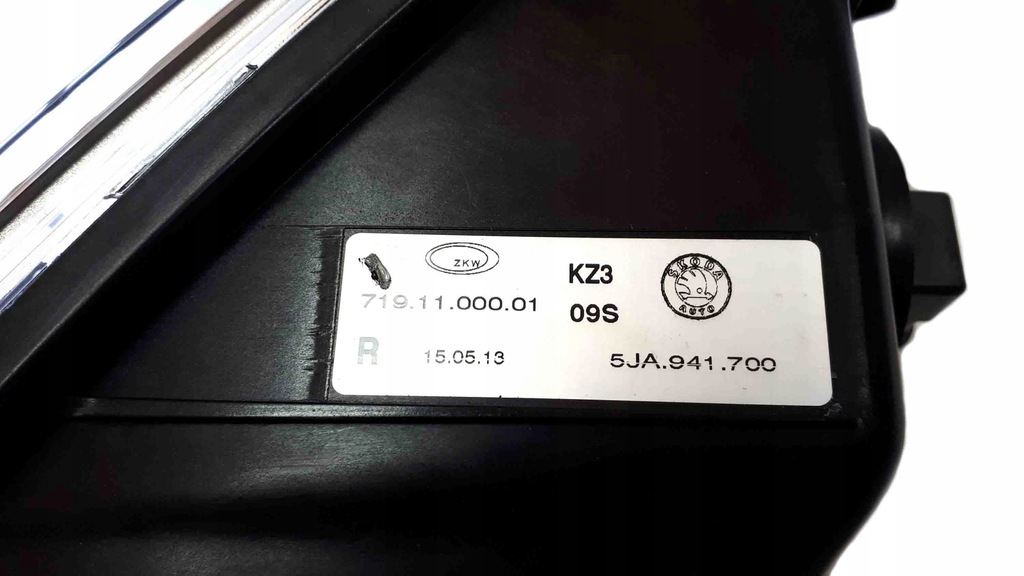 ZKW
719.11.000.01
R 15.05.13
KZ3
09S
SKODA
AUTO
5JA.941.700